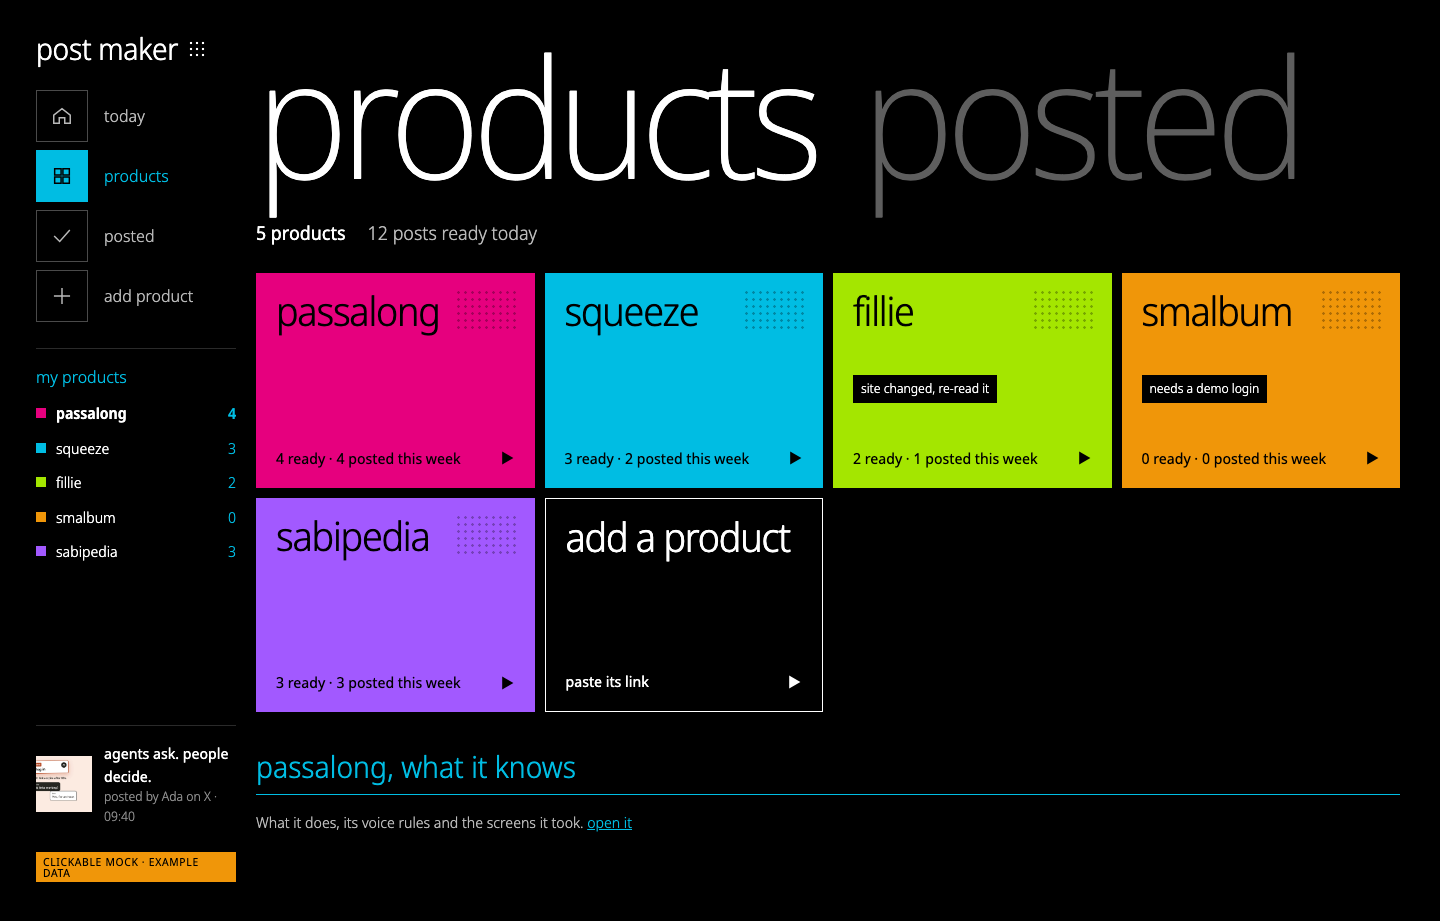 post maker
today
products
posted
add product
my products
passalong 4
squeeze 3
fillie 2
smalbum 0
sabipedia 3
agents ask. people
decide.
posted by Ada on X ·
09:40
CLICKABLE MOCK · EXAMPLE
DATA
products posted
5 products 12 posts ready today
passalong
4 ready · 4 posted this week
squeeze
3 ready · 2 posted this week
fillie
site changed, re-read it
2 ready · 1 posted this week
smalbum
needs a demo login
0 ready · 0 posted this week
sabipedia
3 ready · 3 posted this week
add a product
paste its link
passalong, what it knows
What it does, its voice rules and the screens it took. open it